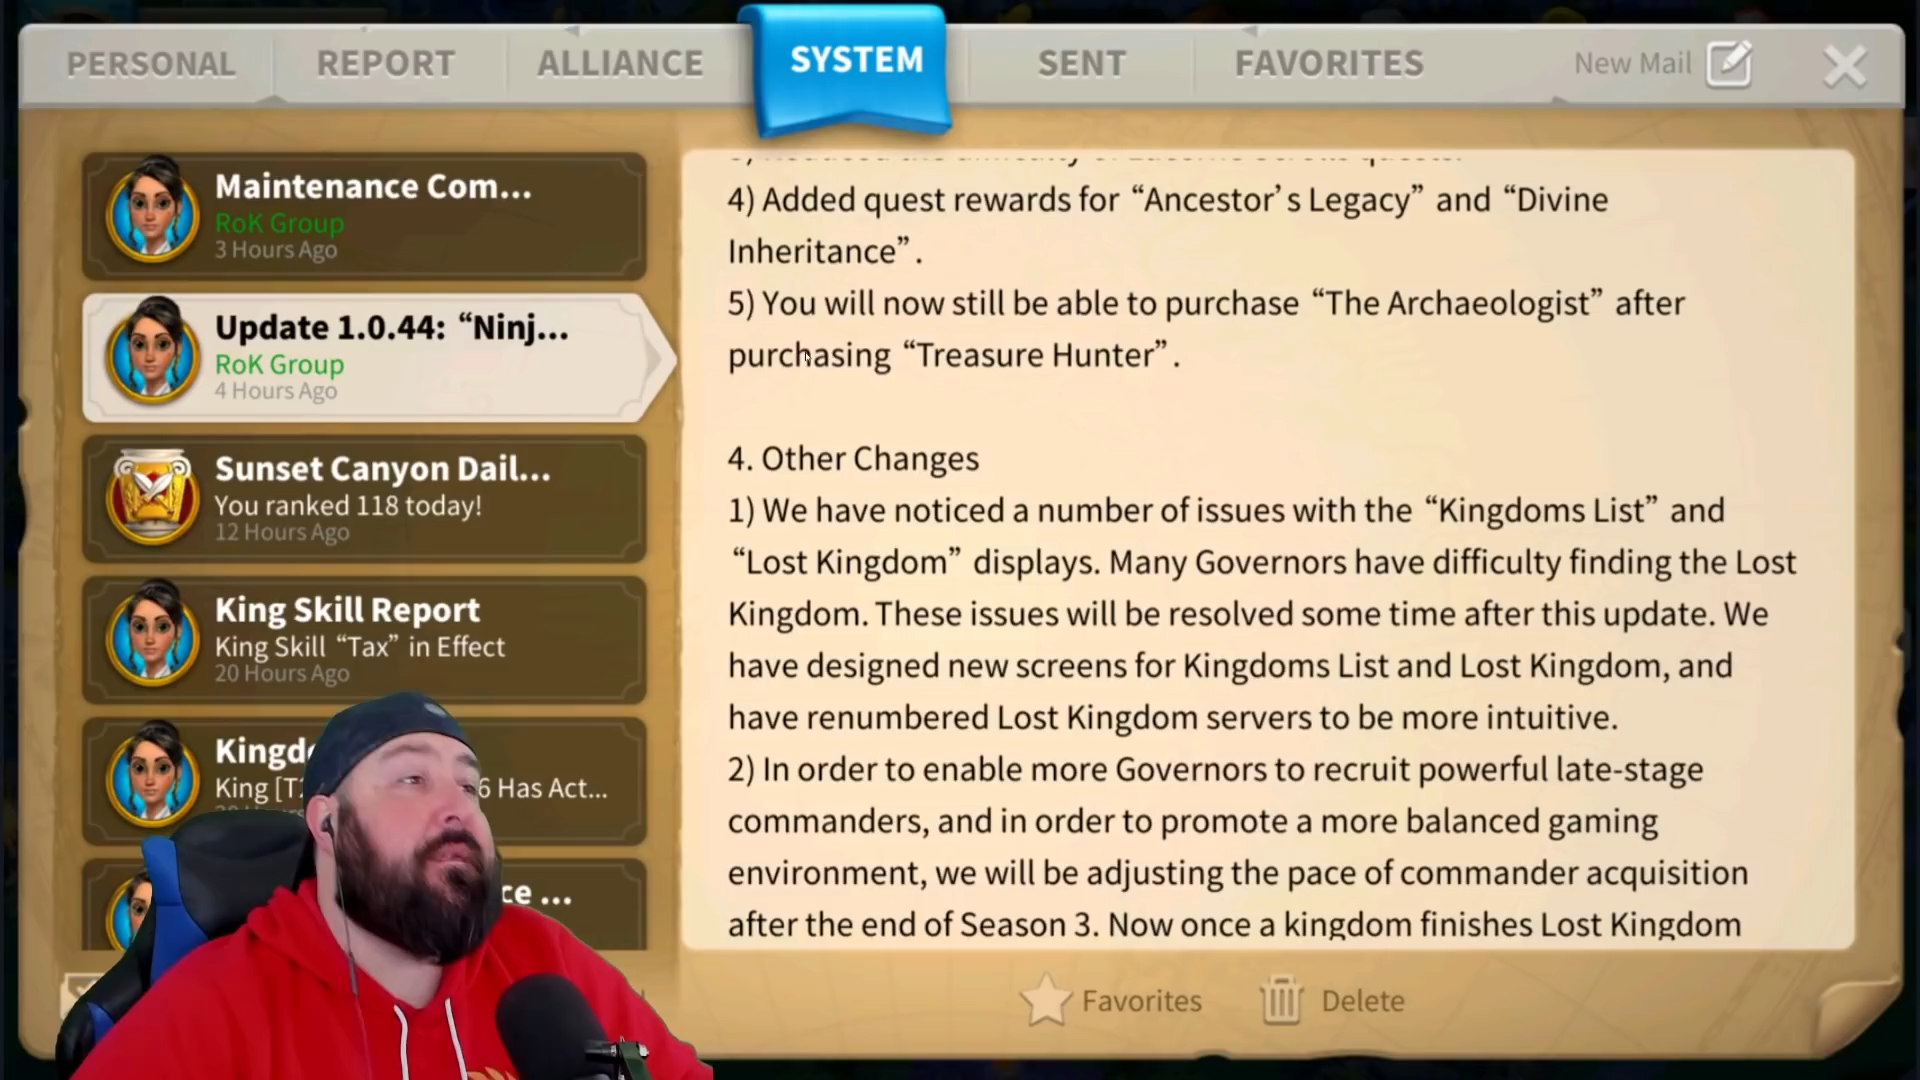 PERSONAL
REPORT
ALLIANCE
SYSTEM
SENT
FAVORITES
New Mail
Maintenance Com...
RoK Group
3 Hours Ago
Update 1.0.44: “Ninj...
RoK Group
4 Hours Ago
Sunset Canyon Dail...
You ranked 118 today!
12 Hours Ago
King Skill Report
King Skill “Tax” in Effect
20 Hours Ago
King
6 Has Act...
ce ...
4) Added quest rewards for “Ancestor’s Legacy” and “Divine
Inheritance”.
5) You will now still be able to purchase “The Archaeologist” after
purchasing “Treasure Hunter”.
4. Other Changes
1) We have noticed a number of issues with the “Kingdoms List” and
“Lost Kingdom” displays. Many Governors have difficulty finding the Lost
Kingdom. These issues will be resolved some time after this update. We
have designed new screens for Kingdoms List and Lost Kingdom, and
have renumbered Lost Kingdom servers to be more intuitive.
2) In order to enable more Governors to recruit powerful late-stage
commanders, and in order to promote a more balanced gaming
environment, we will be adjusting the pace of commander acquisition
after the end of Season 3. Now once a kingdom finishes Lost Kingdom
Favorites
Delete